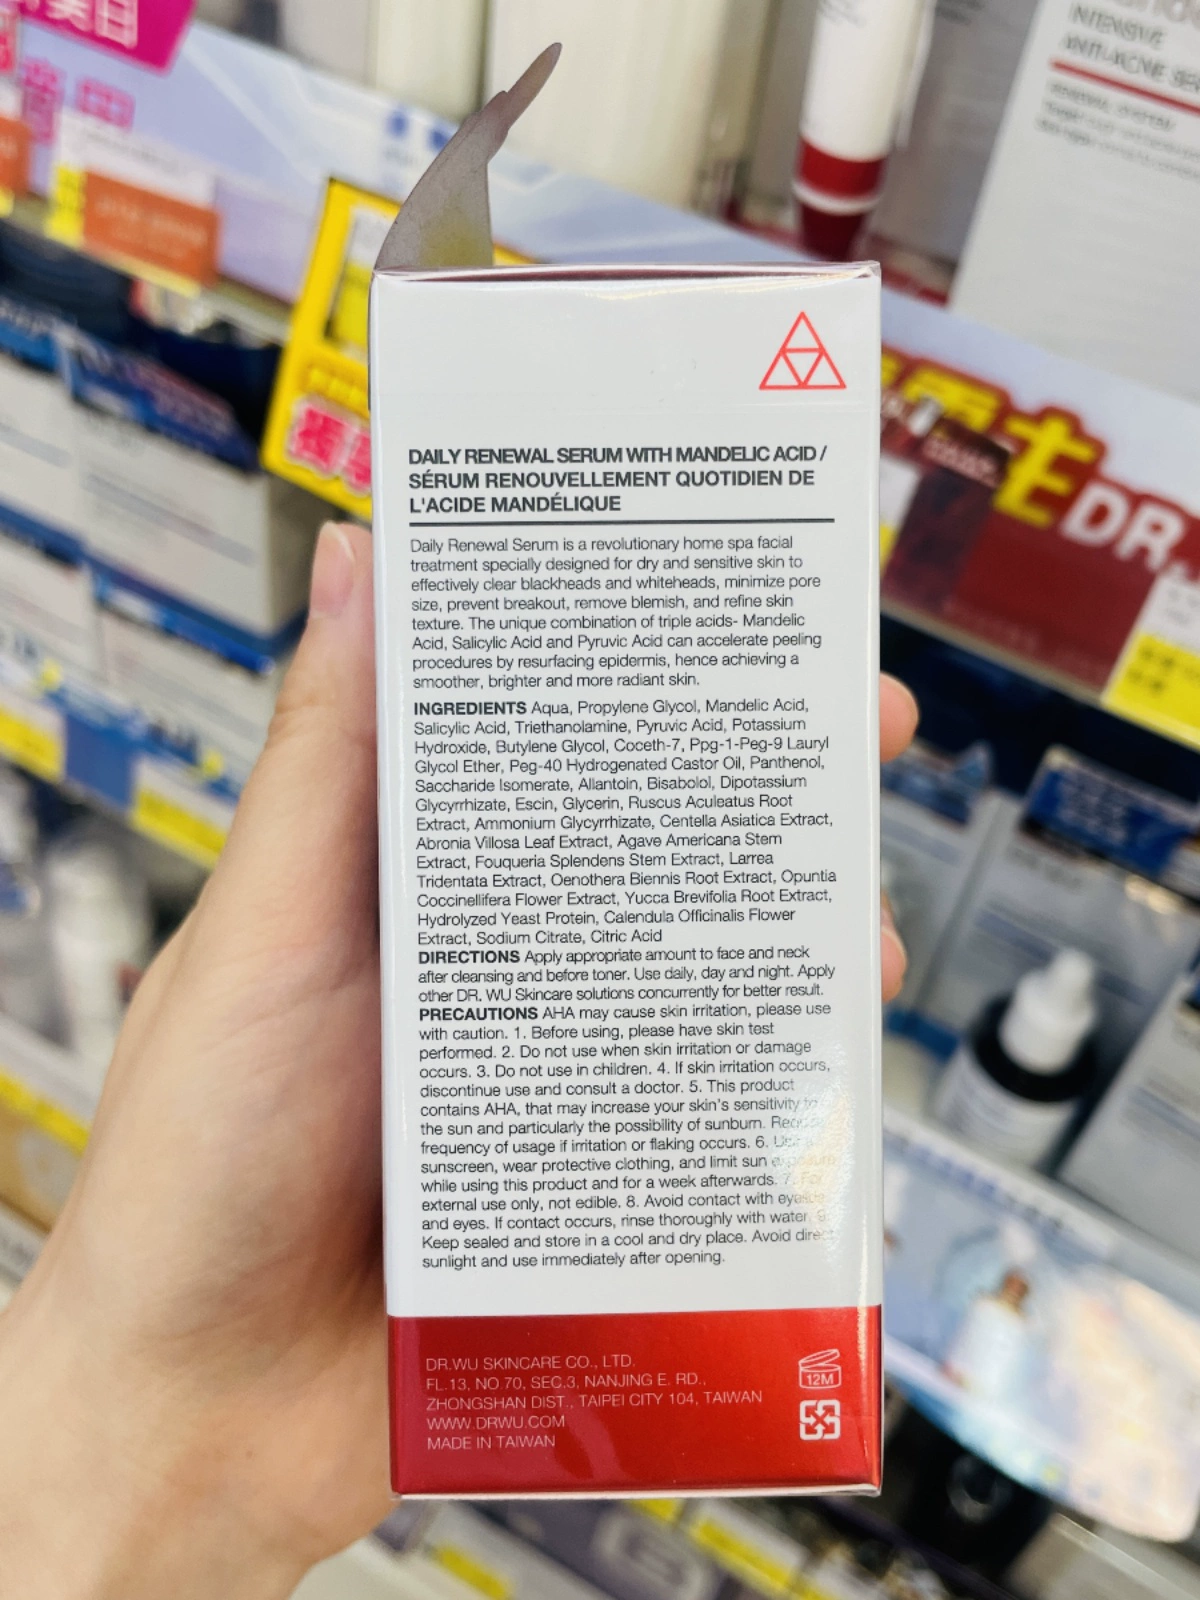 INTENSIVE
DR.
DAILY RENEWAL SERUM WITH MANDELIC ACID /
SÉRUM RENOUVELLEMENT QUOTIDIEN DE
L'ACIDE MANDÉLIQUE
Daily Renewal Serum is a revolutionary home spa facial
treatment specially designed for dry and sensitive skin to
effectively clear blackheads and whiteheads, minimize pore
size, prevent breakout, remove blemish, and refine skin
texture. The unique combination of triple acids- Mandelic
Acid, Salicylic Acid and Pyruvic Acid can accelerate peeling
procedures by resurfacing epidermis, hence achieving a
smoother, brighter and more radiant skin.
INGREDIENTS Aqua, Propylene Glycol, Mandelic Acid,
Salicylic Acid, Triethanolamine, Pyruvic Acid, Potassium
Hydroxide, Butylene Glycol, Coceth-7, Ppg-1-Peg-9 Lauryl
Glycol Ether, Peg-40 Hydrogenated Castor Oil, Panthenol,
Saccharide Isomerate, Allantoin, Bisabolol, Dipotassium
Glycyrrhizate, Escin, Glycerin, Ruscus Aculeatus Root
Extract, Ammonium Glycyrrhizate, Centella Asiatica Extract,
Abronia Villosa Leaf Extract, Agave Americana Stem
Extract, Fouqueria Splendens Stem Extract, Larrea
Tridentata Extract, Oenothera Biennis Root Extract, Opuntia
Coccinellifera Flower Extract, Yucca Brevifolia Root Extract,
Hydrolyzed Yeast Protein, Calendula Officinalis Flower
Extract, Sodium Citrate, Citric Acid
DIRECTIONS Apply appropriate amount to face and neck
after cleansing and before toner. Use daily, day and night. Apply
other DR. WU Skincare solutions concurrently for better result.
PRECAUTIONS AHA may cause skin irritation, please use
with caution. 1. Before using, please have skin test
performed. 2. Do not use when skin irritation or damage
occurs. 3. Do not use in children. 4. If skin irritation occurs,
discontinue use and consult a doctor. 5. This product
contains AHA, that may increase your skin's sensitivity to
the sun and particularly the possibility of sunburn.
frequency of usage if irritation or flaking occurs. 6.
sunscreen, wear protective clothing, and limit sun exposure
while using this product and for a week afterwards. 7. For
external use only, not edible. 8. Avoid contact with
and eyes. If contact occurs, rinse thoroughly with water. 9.
Keep sealed and store in a cool and dry place. Avoid direct
sunlight and use immediately after opening.
DR.WU SKINCARE CO., LTD.
FL.13, NO.70, SEC.3, NANJING E. RD.,
ZHONGSHAN DIST., TAIPEI CITY 104, TAIWAN
WWW.DRWU.COM
MADE IN TAIWAN
12M